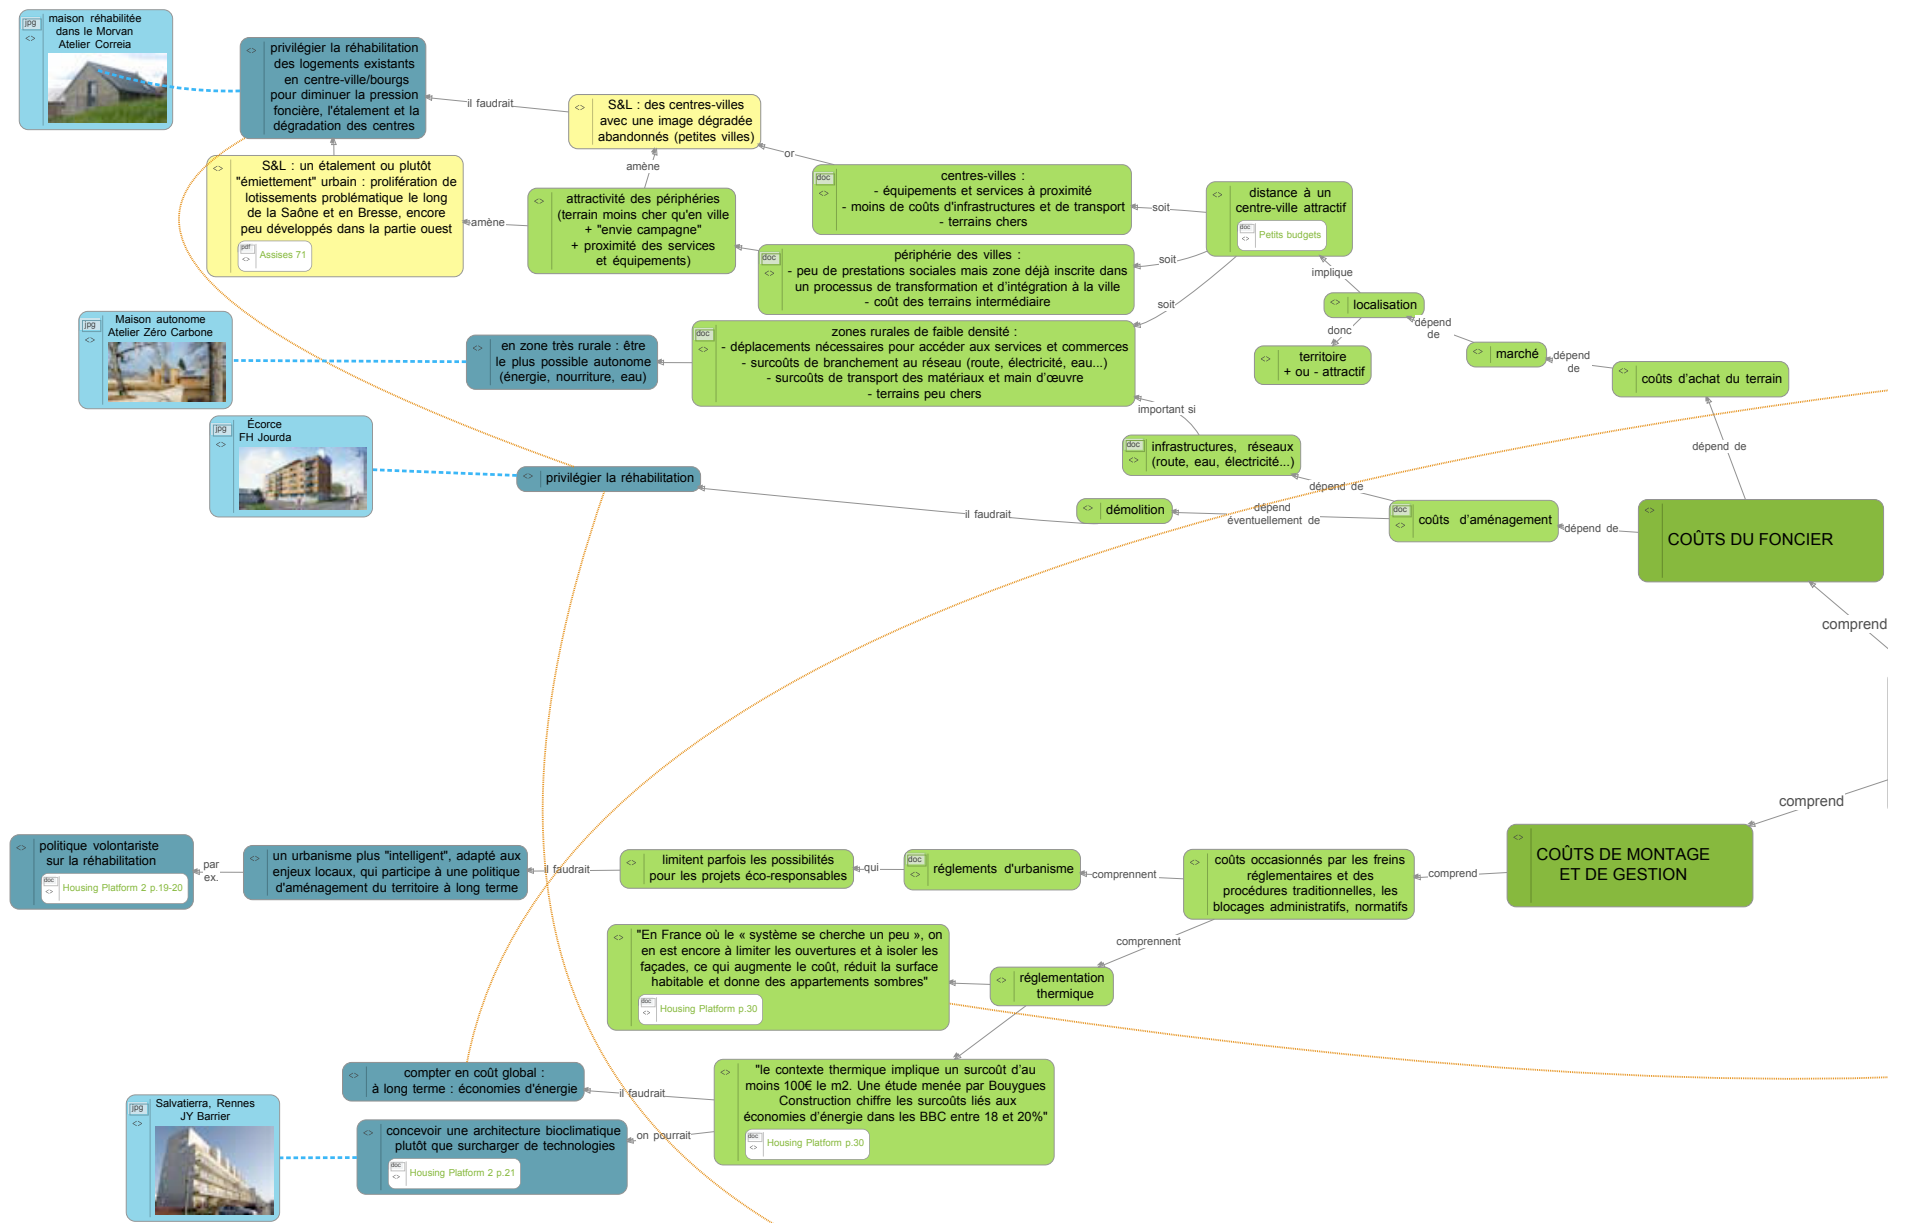 jpg
<>
maison réhabilitée
dans le Morvan
Atelier Correia
<>
privilégier la réhabilitation
des logements existants
en centre-ville/bourgs
pour diminuer la pression
foncière, l'étalement et la
dégradation des centres
il faudrait
<>
S&L : des centres-villes
avec une image dégradée
abandonnés (petites villes)
or
amène
<>
S&L : un étalement ou plutôt
"émiettement" urbain : prolifération de
lotissements problématique le long
de la Saône et en Bresse, encore
peu développés dans la partie ouest
pdf
<>
Assises 71
amène
<>
attractivité des périphéries
(terrain moins cher qu'en ville
+ "envie campagne"
+ proximité des services
et équipements)
doc
<>
centres-villes :
- équipements et services à proximité
- moins de coûts d'infrastructures et de transport
- terrains chers
soit
<>
distance à un
centre-ville attractif
doc
<>
Petits budgets
doc
<>
périphérie des villes :
- peu de prestations sociales mais zone déjà inscrite dans
un processus de transformation et d'intégration à la ville
- coût des terrains intermédiaire
soit
implique
<>
localisation
soit
donc
dépend
de
<>
territoire
+ ou - attractif
<>
marché
dépend
de
<>
coûts d'achat du terrain
jpg
<>
Maison autonome
Atelier Zéro Carbone
<>
en zone très rurale : être
le plus possible autonome
(énergie, nourriture, eau)
doc
<>
zones rurales de faible densité :
- déplacements nécessaires pour accéder aux services et commerces
- surcoûts de branchement au réseau (route, électricité, eau...)
- surcoûts de transport des matériaux et main d'œuvre
- terrains peu chers
important si
dépend de
jpg
<>
Écorce
FH Jourda
<>
privilégier la réhabilitation
doc
<>
infrastructures, réseaux
(route, eau, électricité...)
dépend de
il faudrait
<>
démolition
dépend
éventuellement de
doc
<>
coûts d'aménagement
dépend de
<>
COÛTS DU FONCIER
comprend
comprend
<>
politique volontariste
sur la réhabilitation
doc
<>
Housing Platform 2 p.19-20
par
ex.
<>
un urbanisme plus "intelligent", adapté aux
enjeux locaux, qui participe à une politique
d'aménagement du territoire à long terme
il faudrait
<>
limitent parfois les possibilités
pour les projets éco-responsables
qui
doc
<>
réglements d'urbanisme
comprennent
<>
coûts occasionnés par les freins
réglementaires et des
procédures traditionnelles, les
blocages administratifs, normatifs
comprend
<>
COÛTS DE MONTAGE
ET DE GESTION
<>
"En France où le « système se cherche un peu », on
en est encore à limiter les ouvertures et à isoler les
façades, ce qui augmente le coût, réduit la surface
habitable et donne des appartements sombres"
doc
<>
Housing Platform p.30
comprennent
<>
réglementation
thermique
<>
compter en coût global :
à long terme : économies d'énergie
il faudrait
<>
"le contexte thermique implique un surcoût d'au
moins 100€ le m2. Une étude menée par Bouygues
Construction chiffre les surcoûts liés aux
économies d'énergie dans les BBC entre 18 et 20%"
doc
<>
Housing Platform p.30
jpg
<>
Salvatierra, Rennes
JY Barrier
<>
concevoir une architecture bioclimatique
plutôt que surcharger de technologies
doc
<>
Housing Platform 2 p.21
on pourrait